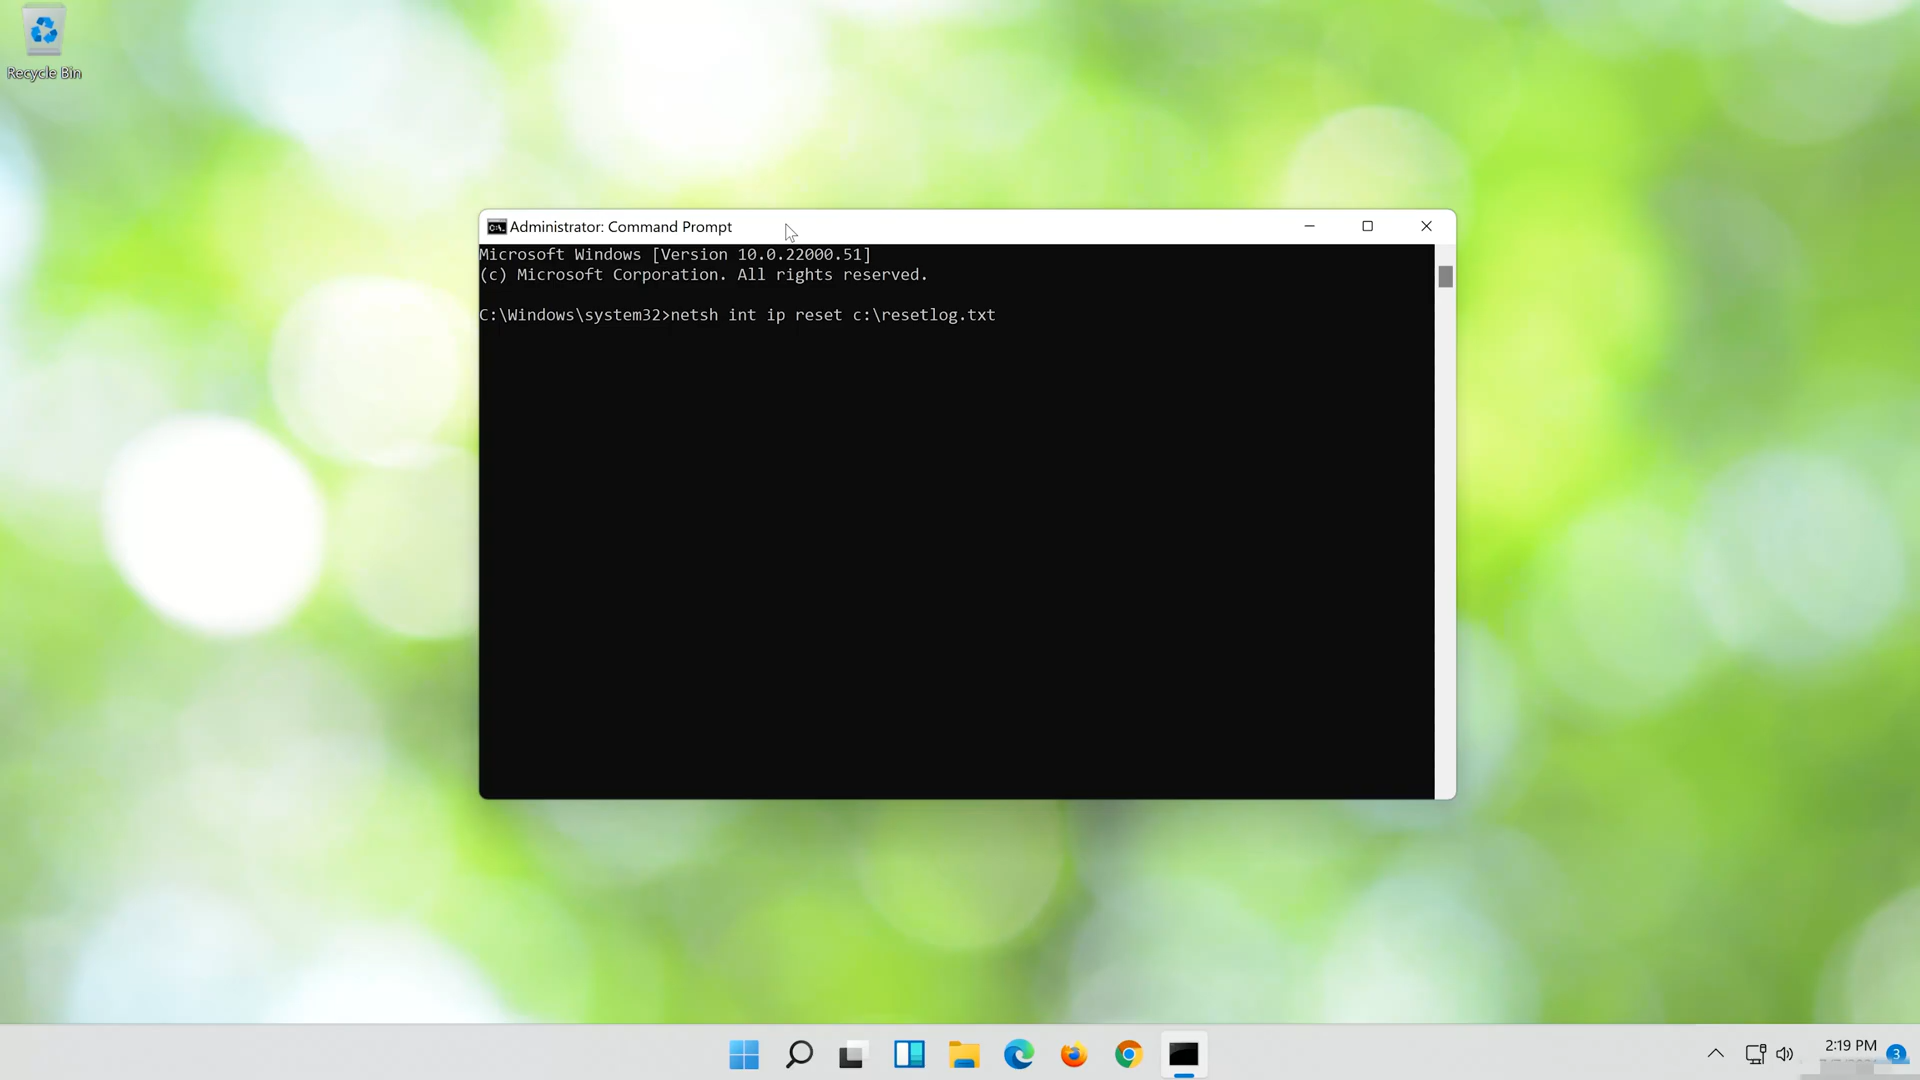 Recycle Bin
Administrator: Command Prompt
Microsoft Windows [Version 10.0.22000.51]
(c) Microsoft Corporation. All rights reserved.
C:\Windows\system32>netsh int ip reset c:\resetlog.txt
2:19 PM
3